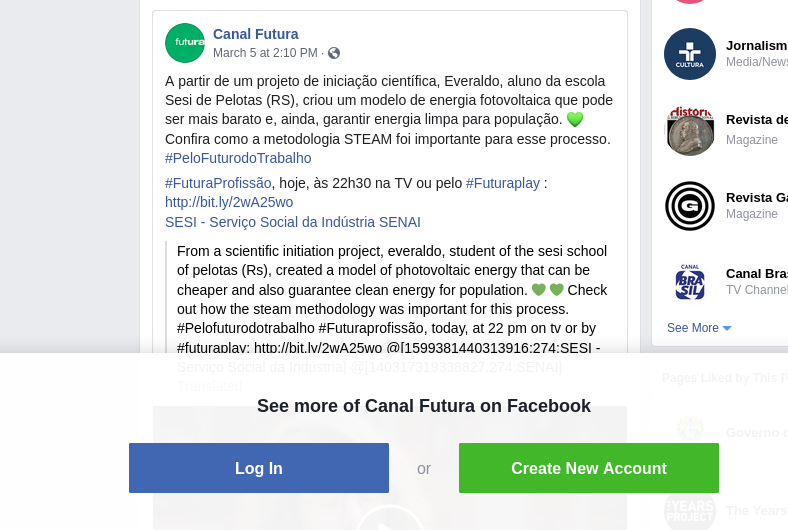 futura
Canal Futura
March 5 at 2:10 PM ·
A partir de um projeto de iniciação científica, Everaldo, aluno da escola
Sesi de Pelotas (RS), criou um modelo de energia fotovoltaica que pode
ser mais barato e, ainda, garantir energia limpa para população. 💚
Confira como a metodologia STEAM foi importante para esse processo.
#PeloFuturodoTrabalho
#FuturaProfissão, hoje, às 22h30 na TV ou pelo #Futuraplay :
http://bit.ly/2wA25wo
SESI - Serviço Social da Indústria SENAI
From a scientific initiation project, everaldo, student of the sesi school
of pelotas (Rs), created a model of photovoltaic energy that can be
cheaper and also guarantee clean energy for population. 💚 💚 Check
out how the steam methodology was important for this process.
#Pelofuturodotrabalho #Futuraprofissão, today, at 22 pm on tv or by
#futuraplay: http://bit.ly/2wA25wo @[1599381440313916:274:SESI -
Serviço Social da Indústria] @[140317319338827:274:SENAI]
Translated
See more of Canal Futura on Facebook
Log In
or
Create New Account
CULTURA
Jornalism
Media/News
História
Revista de
Magazine
G
Revista Ga
Magazine
CANAL
BRA
SIL
Canal Bras
TV Channel
See More
Pages Liked by This P
Governo d
YEARS
PROJECT
The Years